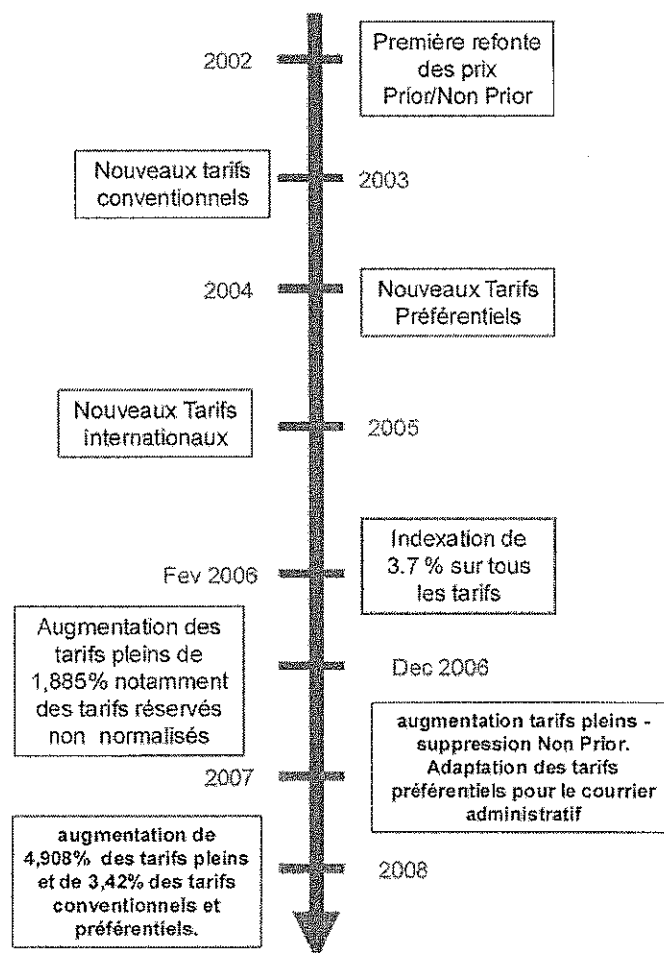 2002
Première refonte
des prix
Prior/Non Prior
Nouveaux tarifs
conventionnels
2003
2004
Nouveaux Tarifs
Préférentiels
Nouveaux Tarifs
internationaux
2005
Fev 2006
Indexation de
3.7 % sur tous
les tarifs
Augmentation des
tarifs pleins de
1,885% notamment
des tarifs réservés
non normalisés
Dec 2006
2007
augmentation tarifs pleins -
suppression Non Prior.
Adaptation des tarifs
préférentiels pour le courrier
administratif
augmentation de
4,908% des tarifs pleins
et de 3,42% des tarifs
conventionnels et
préférentiels.
2008